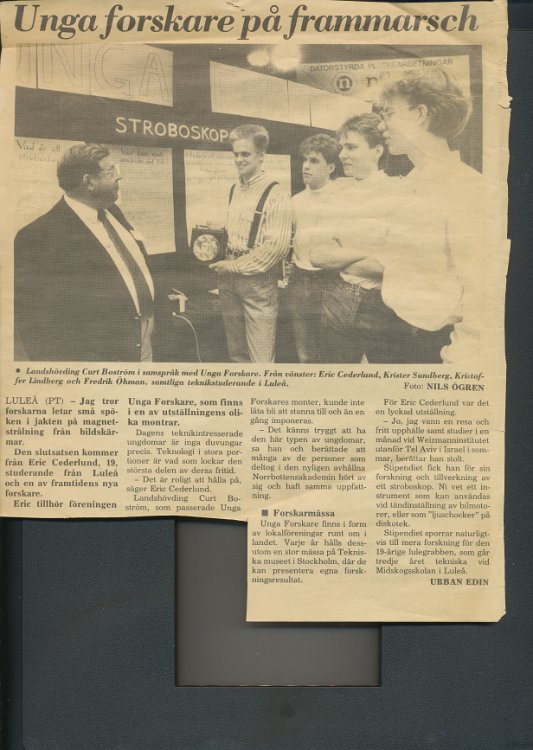 Unga forskare på frammarsch
UNGA
DATORSTYRDA PLÅTBEARBETNINGAR
STROBOSKOP
Vad är ett
strobosk
• Landshövding Curt Boström i samspråk med Unga Forskare. Från vänster: Eric Cederlund, Krister Sundberg, Kristof-
fer Lindberg och Fredrik Öhman, samtliga teknikstuderande i Luleå.
Foto: NILS ÖGREN
LULEÅ (PT) – Jag tror
forskarna letar små spö-
ken i jakten på magnet-
strålning från bildskär-
mar.
Den slutsatsen kommer
från Eric Cederlund, 19,
studerande från Luleå
och en av framtidens nya
forskare.
Eric tillhör föreningen
Unga Forskare, som finns
i en av utställningens oli-
ka montrar.
Dagens teknikintresserade
ungdomar är inga duvungar
precis. Teknologi i stora por-
tioner är vad som lockar den
största delen av deras fritid.
– Det är roligt att hålla på,
säger Eric Cederlund.
Landshövding Curt Bo-
ström, som passerade Unga
Forskares monter, kunde inte
låta bli att stanna till och än en
gång imponeras.
– Det känns tryggt att ha
den här typen av ungdomar,
sa han och berättade att
många av de personer som
deltog i den nyligen avhållna
Norrbottensakademin hört av
sig och haft samma uppfatt-
ning.
■ Forskarmässa
Unga Forskare finns i form
av lokalföreningar runt om i
landet. Varje år hålls dess-
utom en stor mässa på Teknis-
ka museet i Stockholm, där de
kan presentera egna forsk-
ningsresultat.
För Eric Cederlund var det
en lyckad utställning.
– Jo, jag vann en resa och
fritt uppehälle samt studier i en
månad vid Weizmanninstitutet
utanför Tel Aviv i Israel i som-
mar, berättar han stolt.
Stipendiet fick han för sin
forskning och tillverkning av
ett stroboskop. Ni vet ett in-
strument som kan användas
vid tändinställning av bilmoto-
rer, eller som "ljuschocker" på
diskotek.
Stipendiet sporrar naturligt-
vis till mera forskning för den
19-årige lulegrabben, som går
tredje året tekniska vid
Midskogsskolan i Luleå.
URBAN EDIN